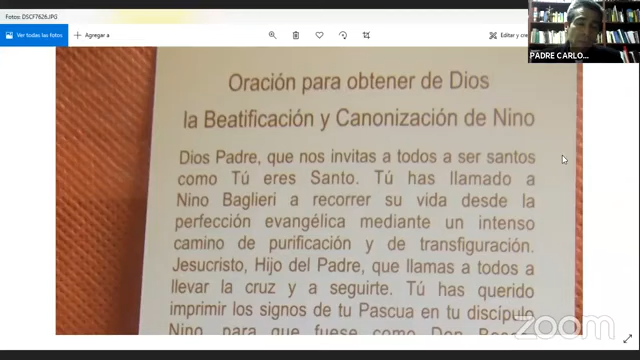 Fotos: DSCF7626.JPG
Ver todas las fotos
Agregar a
Editar y cre
PADRE CARLO...
Oración para obtener de Dios
la Beatificación y Canonización de Nino
Dios Padre, que nos invitas a todos a ser santos
como Tú eres Santo. Tú has llamado a
Nino Baglieri a recorrer su vida desde la
perfección evangélica mediante un intenso
camino de purificación y de transfiguración.
Jesucristo, Hijo del Padre, que llamas a todos a
llevar la cruz y a seguirte. Tú has querido
imprimir los signos de tu Pascua en tu discípulo
Nino, para que fuese como Don Bosco
zoom